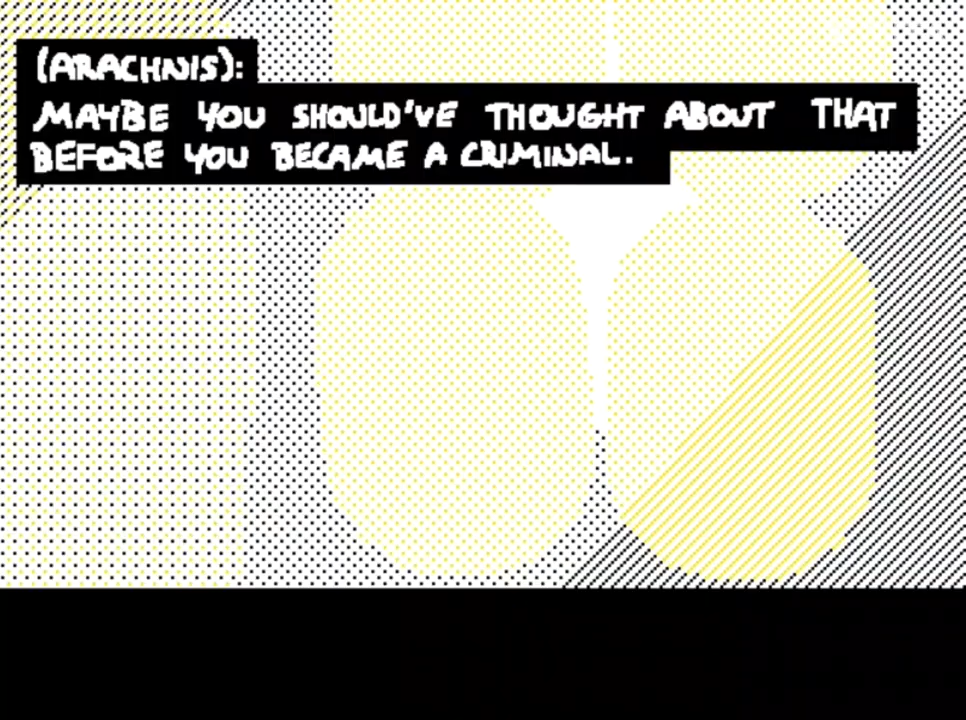 (ARACHNIS):
MAYBE YOU SHOULD'VE THOUGHT ABOUT THAT
BEFORE YOU BECAME A CRIMINAL.